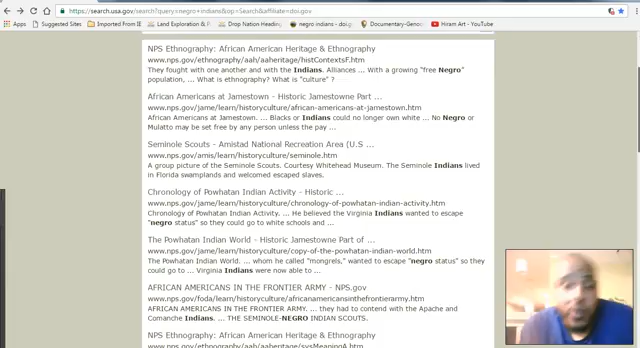 https://search.usa.gov/search?query=negro+indians&op=Search&affiliate=doi.gov
Suggested Sites
Imported From IE
Land Exploration &
Drop Nation Heading
negro indians - doi.gov
Documentary-Genoc
Hiram Art - YouTube
NPS Ethnography: African American Heritage & Ethnography
www.nps.gov/ethnography/aah/aaheritage/histContextsF.htm
They fought with one another and with the Indians. Alliances ... With a growing "free Negro"
population, ... What is ethnography? What is "culture" ?
African Americans at Jamestown - Historic Jamestowne Part ...
www.nps.gov/jame/learn/historyculture/african-americans-at-jamestown.htm
African Americans at Jamestown. ... Blacks or Indians could no longer own white ... No Negro or
Mulatto may be set free by any person unless the pay ...
Seminole Scouts - Amistad National Recreation Area (U.S ...
www.nps.gov/amis/learn/historyculture/seminole.htm
A group picture of the Seminole Scouts. Courtesy Whitehead Museum. The Seminole Indians lived
in Florida swamplands and welcomed escaped slaves.
Chronology of Powhatan Indian Activity - Historic ...
www.nps.gov/jame/learn/historyculture/chronology-of-powhatan-indian-activity.htm
Chronology of Powhatan Indian Activity. ... He believed the Virginia Indians wanted to escape
"negro status" so they could go to white schools and ...
The Powhatan Indian World - Historic Jamestowne Part of ...
www.nps.gov/jame/learn/historyculture/copy-of-the-powhatan-indian-world.htm
The Powhatan Indian World. ... whom he called "mongrels," wanted to escape "negro status" so they
could go to ... Virginia Indians were now able to ...
AFRICAN AMERICANS IN THE FRONTIER ARMY - NPS.gov
www.nps.gov/foda/learn/historyculture/africanamericansinthefrontierarmy.htm
AFRICAN AMERICANS IN THE FRONTIER ARMY. ... they had to contend with the Apache and
Comanche Indians. ... THE SEMINOLE-NEGRO INDIAN SCOUTS.
NPS Ethnography: African American Heritage & Ethnography
www.nps.gov/ethnography/aah/aaheritage/sysMeaningA.htm